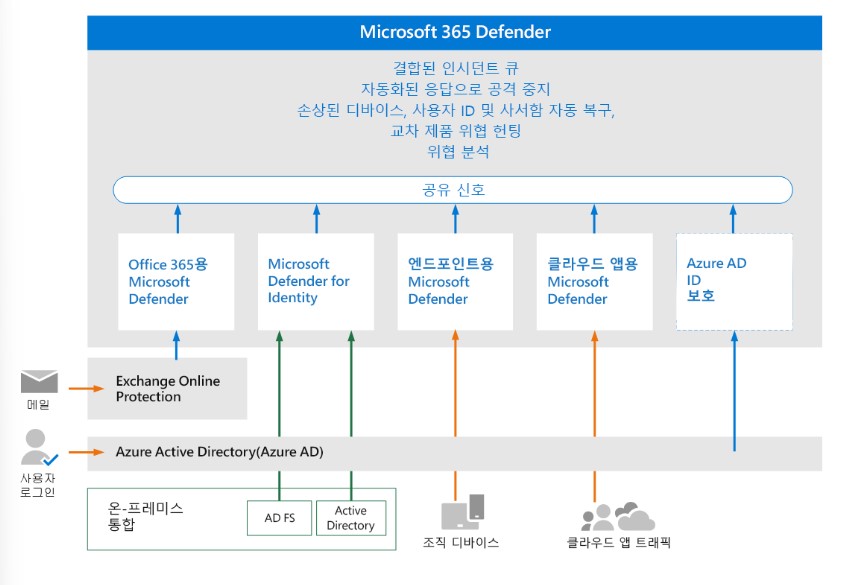 Microsoft 365 Defender
결합된 인시던트 큐
자동화된 응답으로 공격 중지
손상된 디바이스, 사용자 ID 및 사서함 자동 복구,
교차 제품 위협 헌팅
위협 분석
공유 신호
Office 365용
Microsoft
Defender
Microsoft
Defender for
Identity
엔드포인트용
Microsoft
Defender
클라우드 앱용
Microsoft
Defender
Azure AD
ID
보호
메일
Exchange Online
Protection
사용자
로그인
Azure Active Directory(Azure AD)
온-프레미스
통합
AD FS
Active
Directory
조직 디바이스
클라우드 앱 트래픽